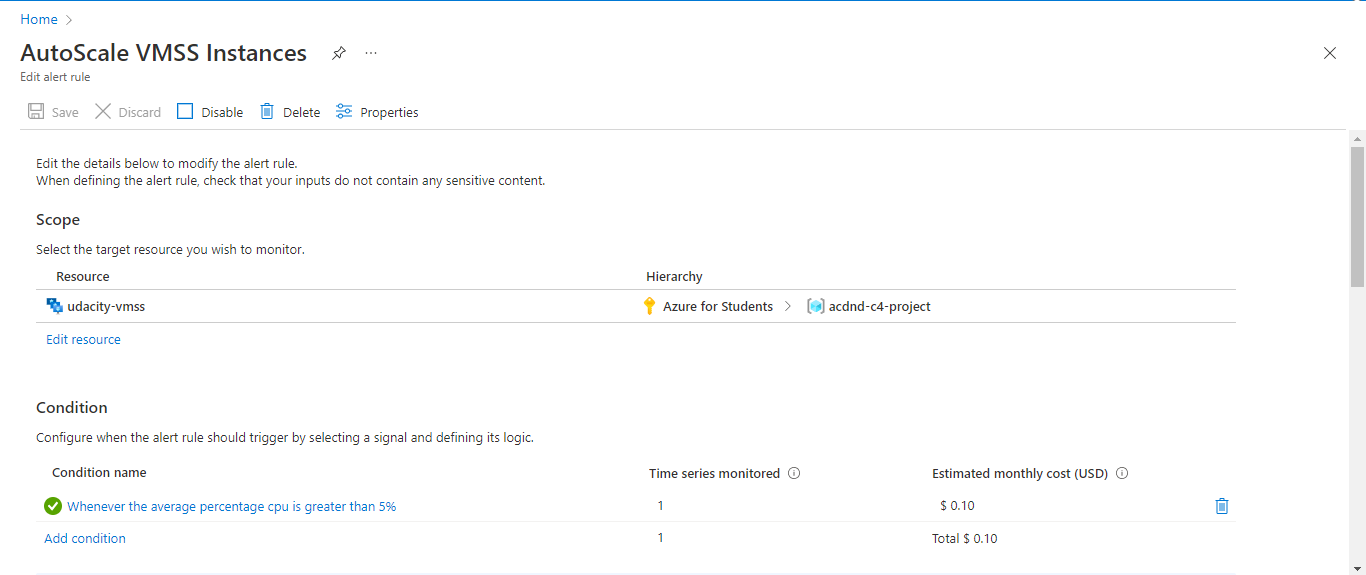 Home >
AutoScale VMSS Instances ...
Edit alert rule
Save Discard Disable Delete Properties
Edit the details below to modify the alert rule.
When defining the alert rule, check that your inputs do not contain any sensitive content.
Scope
Select the target resource you wish to monitor.
Resource Hierarchy
udacity-vmss Azure for Students > acdnd-c4-project
Edit resource
Condition
Configure when the alert rule should trigger by selecting a signal and defining its logic.
Condition name Time series monitored Estimated monthly cost (USD)
Whenever the average percentage cpu is greater than 5% 1 $ 0.10
Add condition 1 Total $ 0.10